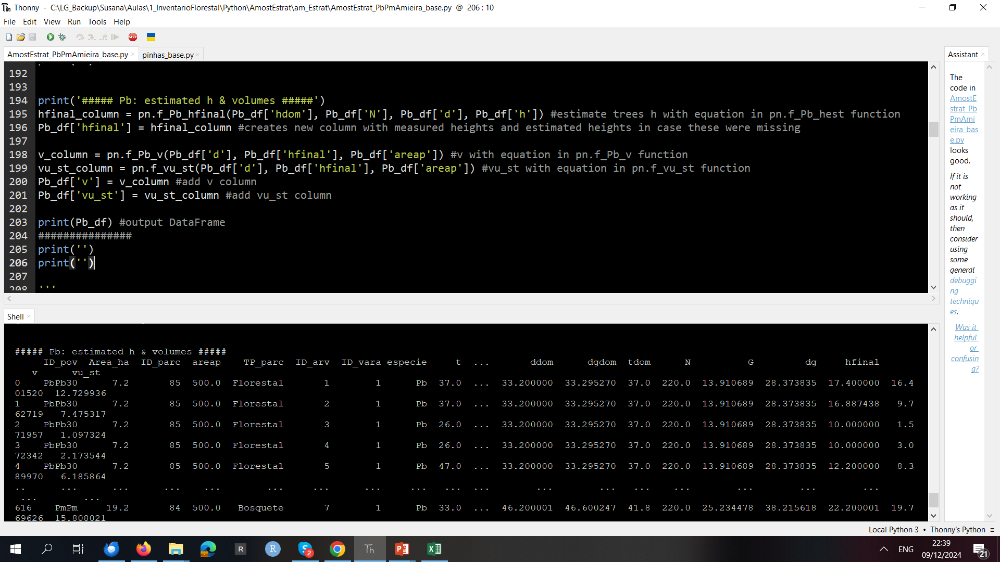 Thonny - C:\LG_Backup\Susana\Aulas\1_InventarioFlorestal\Python\AmostEstrat\am_Estrat\AmostEstrat_PbPmAmieira_base.py @ 206 : 10
File Edit View Run Tools Help
STOP
AmostEstrat_PbPmAmieira_base.py × pinhas_base.py ×
192
193
194 print('##### Pb: estimated h & volumes #####')
195 hfinal_column = pn.f_Pb_hfinal(Pb_df['hdom'], Pb_df['N'], Pb_df['d'], Pb_df['h']) #estimate trees h with equation in pn.f_Pb_hest function
196 Pb_df['hfinal'] = hfinal_column #creates new column with measured heights and estimated heights in case these were missing
197
198 v_column = pn.f_Pb_v(Pb_df['d'], Pb_df['hfinal'], Pb_df['areap']) #v with equation in pn.f_Pb_v function
199 vu_st_column = pn.f_vu_st(Pb_df['d'], Pb_df['hfinal'], Pb_df['areap']) #vu_st with equation in pn.f_vu_st function
200 Pb_df['v'] = v_column #add v column
201 Pb_df['vu_st'] = vu_st_column #add vu_st column
202
203 print(Pb_df) #output DataFrame
204 ###############
205 print('')
206 print('')
207
208 '''
Shell ×
##### Pb: estimated h & volumes #####
ID_pov Area_ha ID_parc areap TP_parc ID_arv ID_vara especie t ... ddom dgdom tdom N G dg hfinal
v vu_st
0 PbPb30 7.2 85 500.0 Florestal 1 1 Pb 37.0 ... 33.200000 33.295270 37.0 220.0 13.910689 28.373835 17.400000 16.4
01520 12.729936
1 PbPb30 7.2 85 500.0 Florestal 2 1 Pb 37.0 ... 33.200000 33.295270 37.0 220.0 13.910689 28.373835 16.887438 9.7
62719 7.475317
2 PbPb30 7.2 85 500.0 Florestal 3 1 Pb 26.0 ... 33.200000 33.295270 37.0 220.0 13.910689 28.373835 10.000000 1.5
71957 1.097324
3 PbPb30 7.2 85 500.0 Florestal 4 1 Pb 26.0 ... 33.200000 33.295270 37.0 220.0 13.910689 28.373835 10.000000 3.0
72342 2.173544
4 PbPb30 7.2 85 500.0 Florestal 5 1 Pb 47.0 ... 33.200000 33.295270 37.0 220.0 13.910689 28.373835 12.200000 8.3
89970 6.185864
.. ... ... ... ... ... ... ... ... ... ... ... ... ... ... ... ... ...
... ...
616 PmPm 19.2 84 500.0 Bosquete 7 1 Pb 33.0 ... 46.200001 46.600247 41.8 220.0 25.234478 38.215618 22.200001 19.7
69626 15.808021
Assistant ×
The
code in
AmostE
strat_Pb
PmAmi
eira_bas
e.py
looks
good.
If it is
not
working
as it
should,
then
consider
using
some
general
debuggi
ng
techniqu
es.
Was it
helpful
or
confusin
g?
Local Python 3 • Thonny's Python ≡
R R S 2 Th P X
ENG
22:39
09/12/2024
21